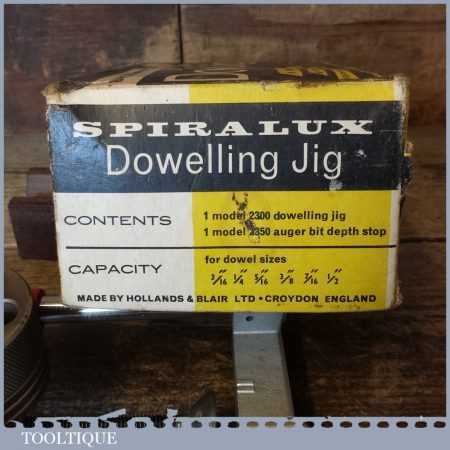 SPIRALUX
Dowelling Jig
CONTENTS
1 model 2300 dowelling jig
1 model 2350 auger bit depth stop
CAPACITY
for dowel sizes
3/16" 1/4" 5/16" 3/8" 7/16" 1/2"
MADE BY HOLLANDS & BLAIR LTD • CROYDON ENGLAND
TOOLTIQUE